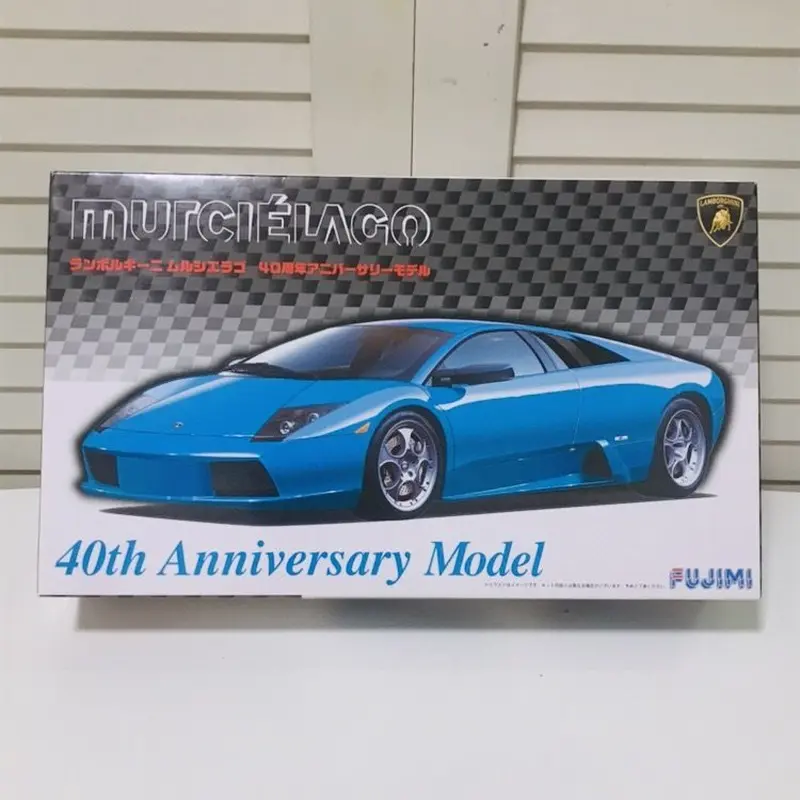 MURCIÉLAGO
LAMBORGHINI
ランボルギーニ ムルシエラゴ 40周年アニバーサリーモデル
40th Anniversary Model
FUJIMI